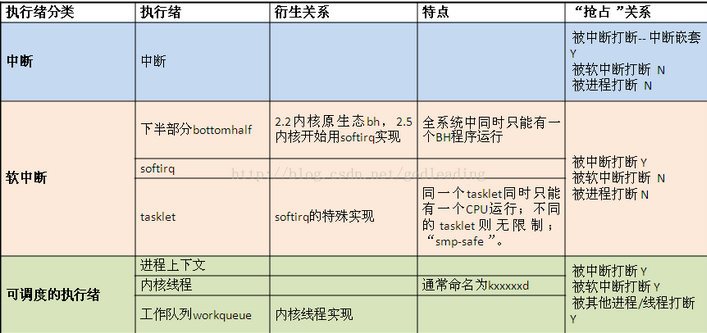 执行绪分类 执行绪 衍生关系 特点 “抢占 ”关系
中断 中断
被中断打断-- 中断嵌套
Y
被软中断打断 N
被进程打断 N
软中断
下半部分bottomhalf
2.2内核原生态bh，2.5
内核开始用softirq实现
全系统中同时只能有一
个BH程序运行
softirq
tasklet
softirq的特殊实现
同一个tasklet同时只能
有一个CPU运行；不同
的tasklet则无限制；
“smp-safe ”。
被中断打断Y
被软中断打断 N
被进程打断N
http://blog.csdn.net/godleading
可调度的执行绪
进程上下文
内核线程
通常命名为kxxxxxd
工作队列workqueue
内核线程实现
被中断打断Y
被软中断打断Y
被其他进程/线程打断
Y